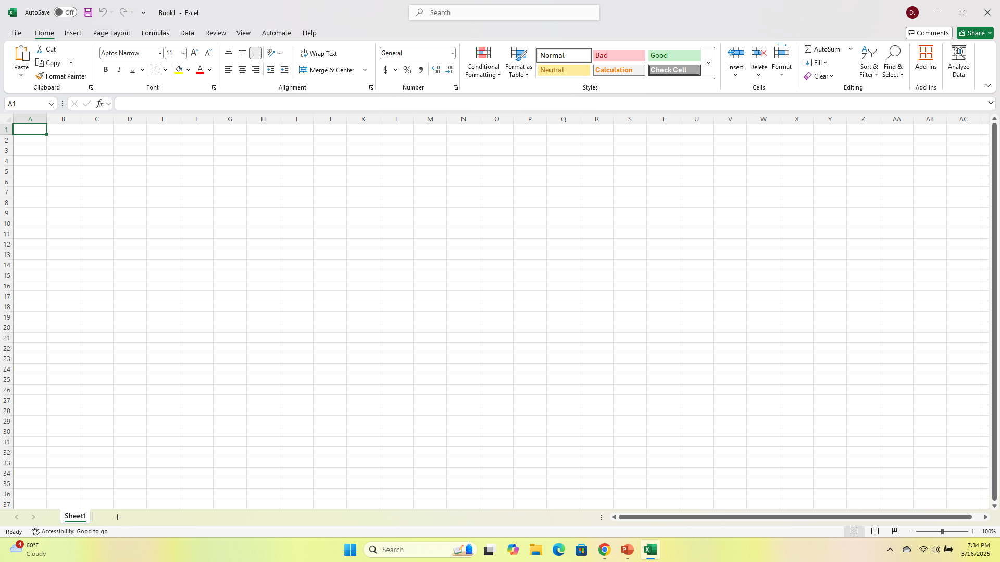 AutoSave Off Book1 - Excel Search DJ
File Home Insert Page Layout Formulas Data Review View Automate Help Comments Share
Paste Cut Copy Format Painter Clipboard
Aptos Narrow 11 B I U A Font
Wrap Text Merge & Center Alignment
General $ % Number
Conditional Formatting Format as Table
Normal Bad Good
Neutral Calculation Check Cell
Styles
Insert Delete Format Cells
AutoSum Fill Clear Sort & Filter Find & Select Editing
Add-ins Add-ins
Analyze Data
A1 fx
A B C D E F G H I J K L M N O P Q R S T U V W X Y Z AA AB AC
1
2
3
4
5
6
7
8
9
10
11
12
13
14
15
16
17
18
19
20
21
22
23
24
25
26
27
28
29
30
31
32
33
34
35
36
37
Sheet1
Ready Accessibility: Good to go 100%
4 60°F Search 7:34 PM
Cloudy 3/16/2025